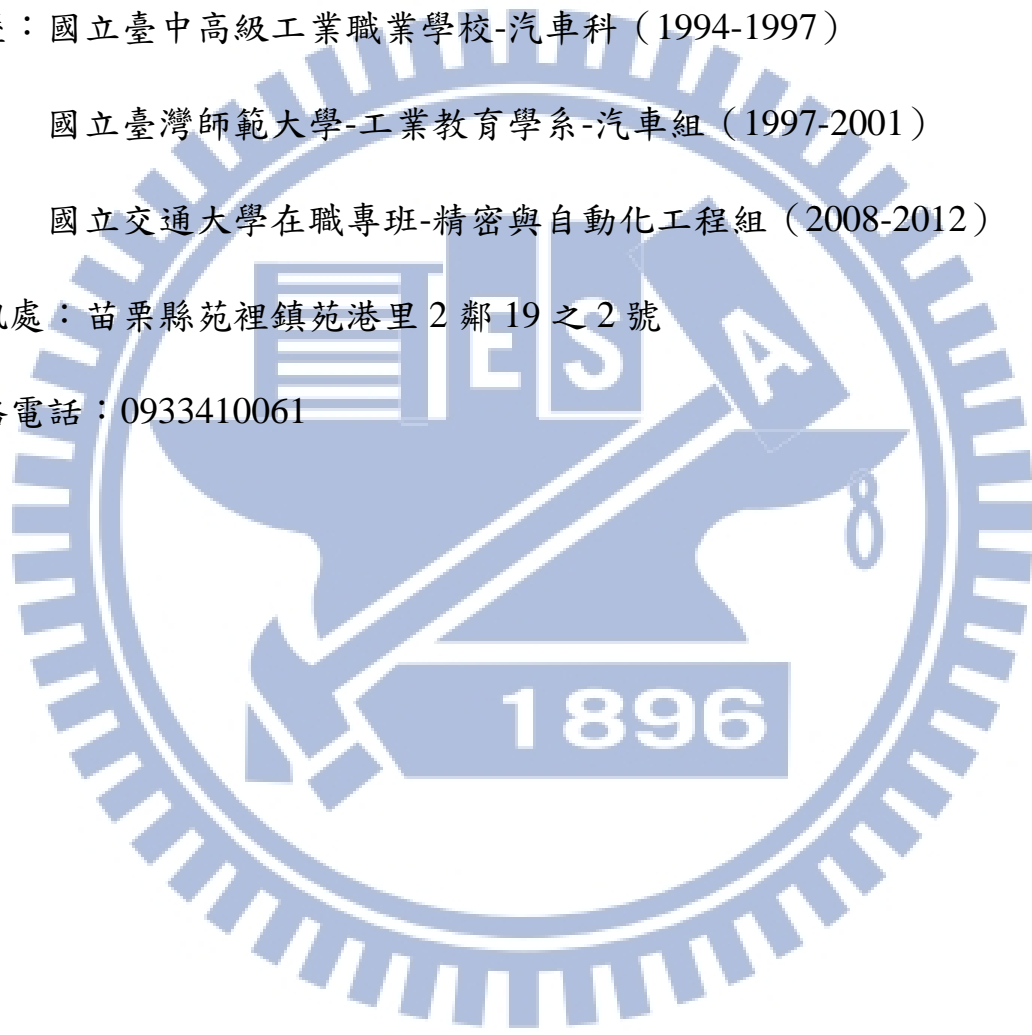 ：國立臺中高級工業職業學校-汽車科（1994-1997）
國立臺灣師範大學-工業教育學系-汽車組（1997-2001）
國立交通大學在職專班-精密與自動化工程組（2008-2012）
處：苗栗縣苑裡鎮苑港里 2 鄰 19 之 2 號
電話：0933410061
E S A
8
1896